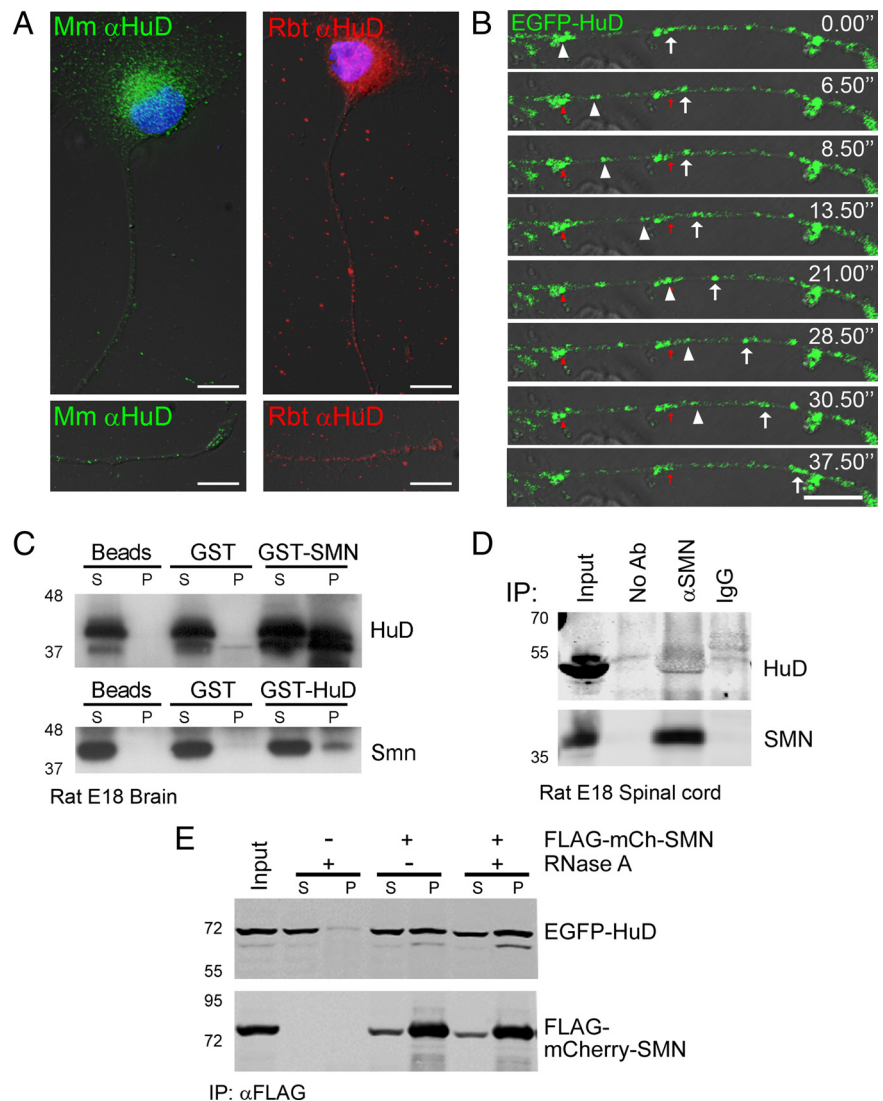 A
Mm αHuD
Rbt αHuD
Mm αHuD
Rbt αHuD
B
EGFP-HuD
0.00’’
6.50’’
8.50’’
13.50’’
21.00’’
28.50’’
30.50’’
37.50’’
C
Beads GST GST-SMN
S P S P S P
48
37
HuD
Beads GST GST-HuD
S P S P S P
48
37
Smn
Rat E18 Brain
D
IP: Input No Ab αSMN IgG
70
55
HuD
35
SMN
Rat E18 Spinal cord
E
- + + FLAG-mCh-SMN
+ - + RNase A
Input S P S P S P
72
55
EGFP-HuD
95
72
FLAG-
mCherry-SMN
IP: αFLAG